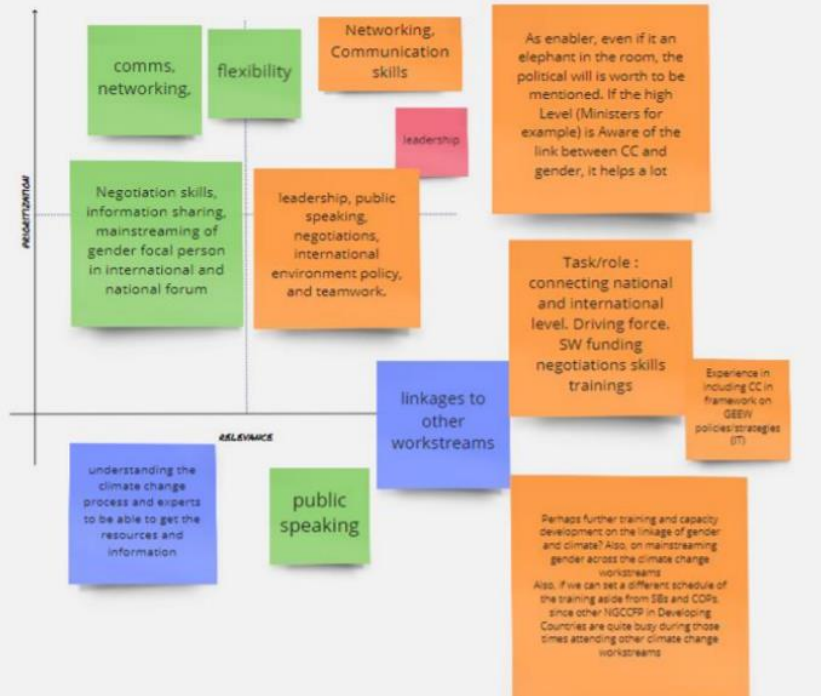 comms,
networking,
flexibility
Networking,
Communication
skills
leadership
As enabler, even if it an
elephant in the room, the
political will is worth to be
mentioned. If the high
Level (Ministers for
example) is Aware of the
link between CC and
gender, it helps a lot
PRIORITIZATION
Negotiation skills,
information sharing,
mainstreaming of
gender focal person
in international and
national forum
leadership, public
speaking,
negotiations,
international
environment policy,
and teamwork.
Task/role :
connecting national
and international
level. Driving force.
SW funding
negotiations skills
trainings
Experience in
including CC in
framework on
GEEW
policies/strategies
(IT)
linkages to
other
workstreams
RELEVANCE
understanding the
climate change
process and experts
to be able to get the
resources and
information
public
speaking
Perhaps further training and capacity
development on the linkage of gender
and climate? Also, on mainstreaming
gender across the climate change
workstreams
Also, if we can set a different schedule of
the training aside from SBs and COPs,
since other NGCCFP in Developing
Countries are quite busy during those
times attending other climate change
workstreams